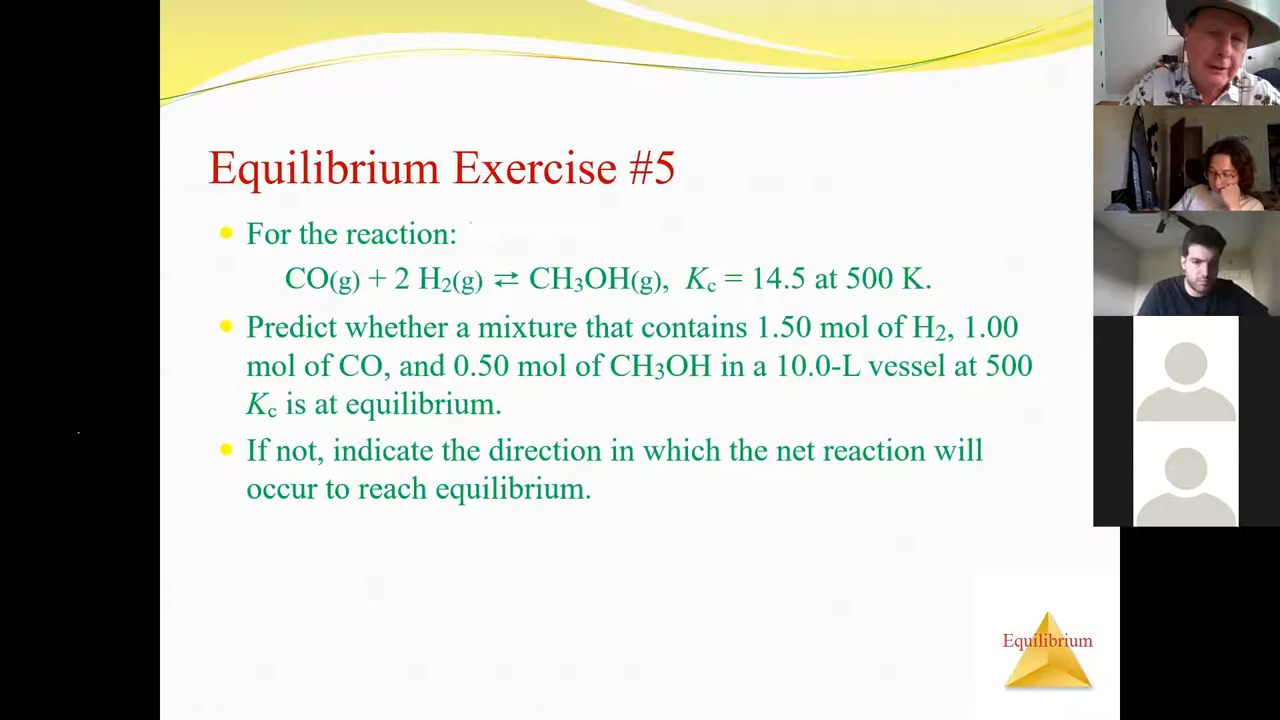 Equilibrium Exercise #5
For the reaction:
CO(g) + 2 H₂(g) ⇄ CH₃OH(g), Kc = 14.5 at 500 K.
Predict whether a mixture that contains 1.50 mol of H₂, 1.00
mol of CO, and 0.50 mol of CH₃OH in a 10.0-L vessel at 500
Kc is at equilibrium.
If not, indicate the direction in which the net reaction will
occur to reach equilibrium.
Equilibrium